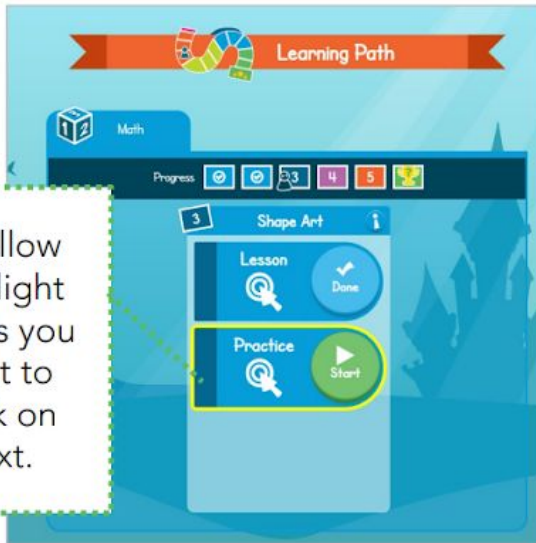 Learning Path
Math
Progress 3 4 5
3 Shape Art i
Lesson
Done
Practice
Start
llow
light
s you
t to
k on
xt.